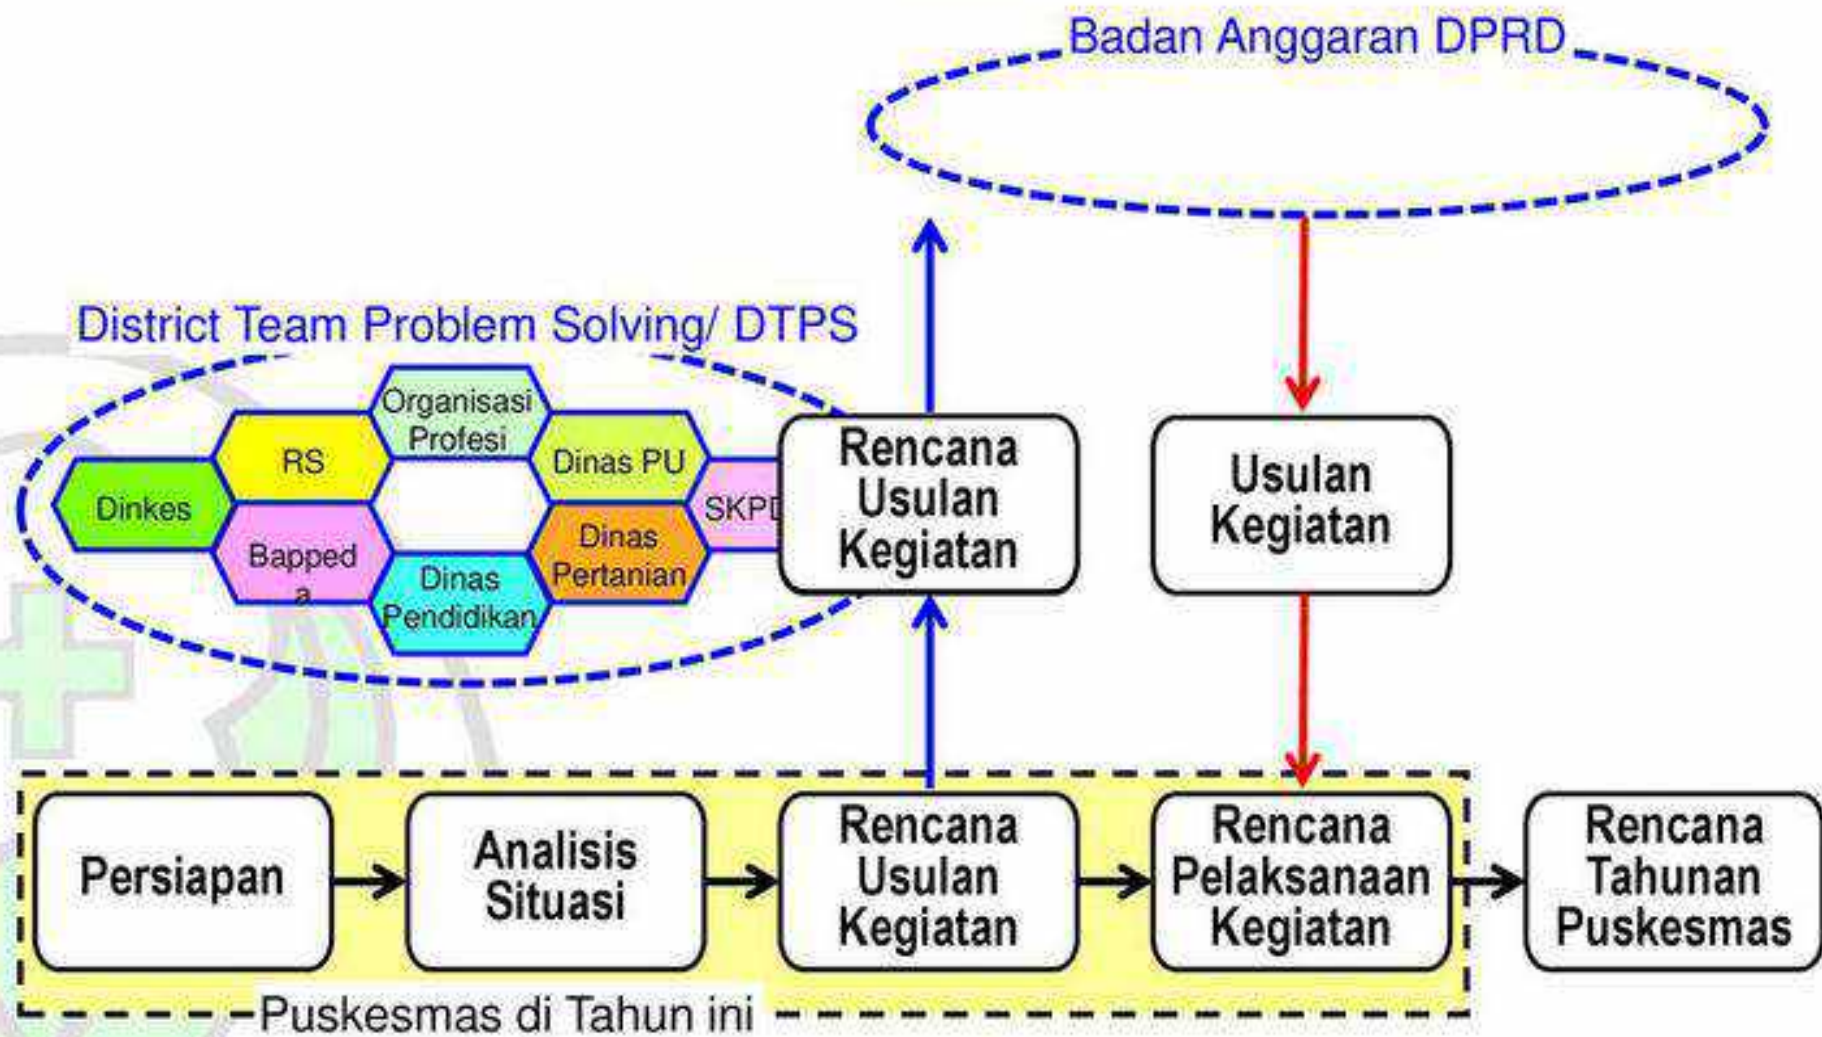 Badan Anggaran DPRD
District Team Problem Solving/ DTPS
Organisasi
Profesi
RS
Dinas PU
Dinkes
SKPD
Bapped
a
Dinas
Pertanian
Dinas
Pendidikan
Rencana
Usulan
Kegiatan
Usulan
Kegiatan
Persiapan
Analisis
Situasi
Rencana
Usulan
Kegiatan
Rencana
Pelaksanaan
Kegiatan
Rencana
Tahunan
Puskesmas
Puskesmas di Tahun ini